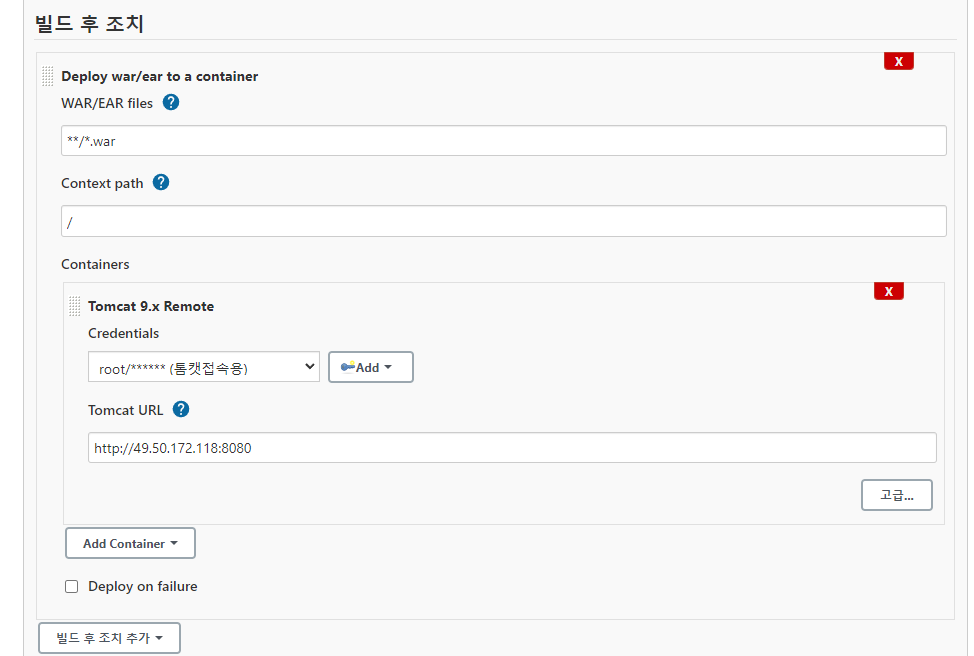 빌드 후 조치
X
Deploy war/ear to a container
WAR/EAR files ?
**/*.war
Context path ?
/
Containers
X
Tomcat 9.x Remote
Credentials
root/****** (톰캣접속용) Add
Tomcat URL ?
http://49.50.172.118:8080
고급...
Add Container
Deploy on failure
빌드 후 조치 추가